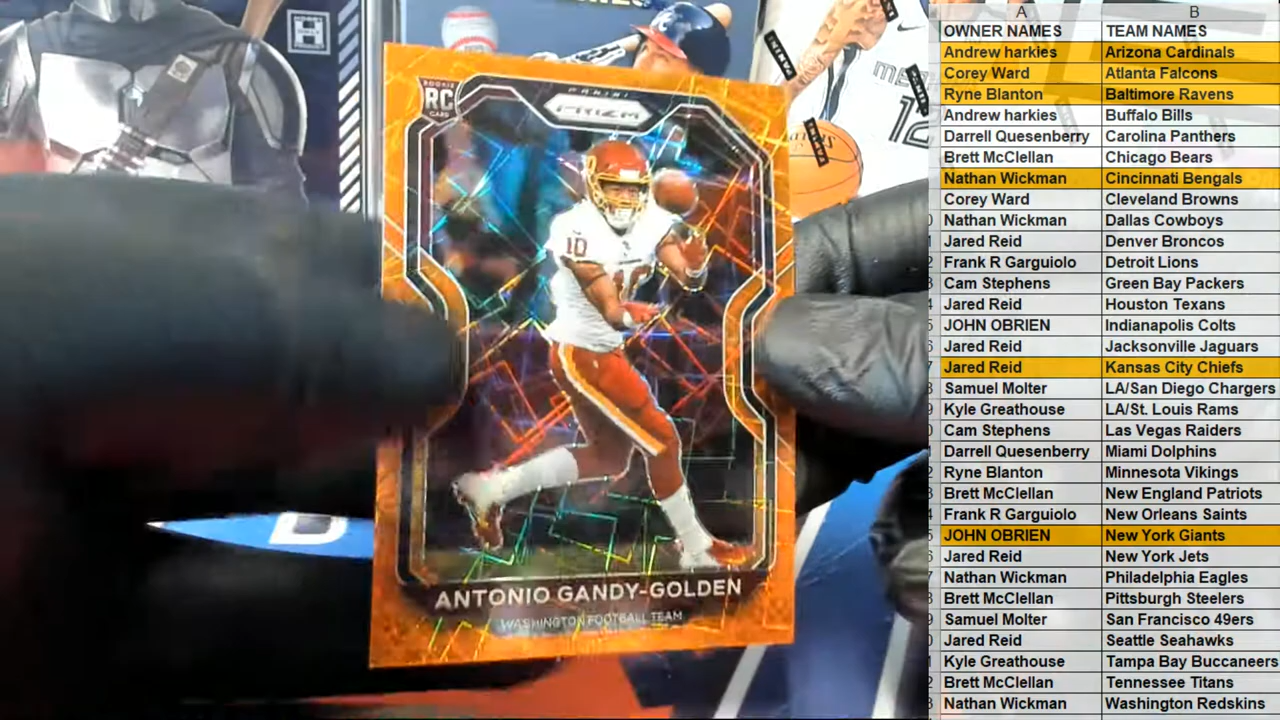 ROOKIE
RC
CARD
PANINI
PRIZM
10
10
ANTONIO GANDY-GOLDEN
WASHINGTON FOOTBALL TEAM
HOBBY
H
12
A B
OWNER NAMES TEAM NAMES
Andrew harkies Arizona Cardinals
Corey Ward Atlanta Falcons
Ryne Blanton Baltimore Ravens
Andrew harkies Buffalo Bills
Darrell Quesenberry Carolina Panthers
Brett McClellan Chicago Bears
Nathan Wickman Cincinnati Bengals
Corey Ward Cleveland Browns
Nathan Wickman Dallas Cowboys
Jared Reid Denver Broncos
Frank R Garguiolo Detroit Lions
Cam Stephens Green Bay Packers
Jared Reid Houston Texans
JOHN OBRIEN Indianapolis Colts
Jared Reid Jacksonville Jaguars
Jared Reid Kansas City Chiefs
Samuel Molter LA/San Diego Chargers
Kyle Greathouse LA/St. Louis Rams
Cam Stephens Las Vegas Raiders
Darrell Quesenberry Miami Dolphins
Ryne Blanton Minnesota Vikings
Brett McClellan New England Patriots
Frank R Garguiolo New Orleans Saints
JOHN OBRIEN New York Giants
Jared Reid New York Jets
Nathan Wickman Philadelphia Eagles
Brett McClellan Pittsburgh Steelers
Samuel Molter San Francisco 49ers
Jared Reid Seattle Seahawks
Kyle Greathouse Tampa Bay Buccaneers
Brett McClellan Tennessee Titans
Nathan Wickman Washington Redskins